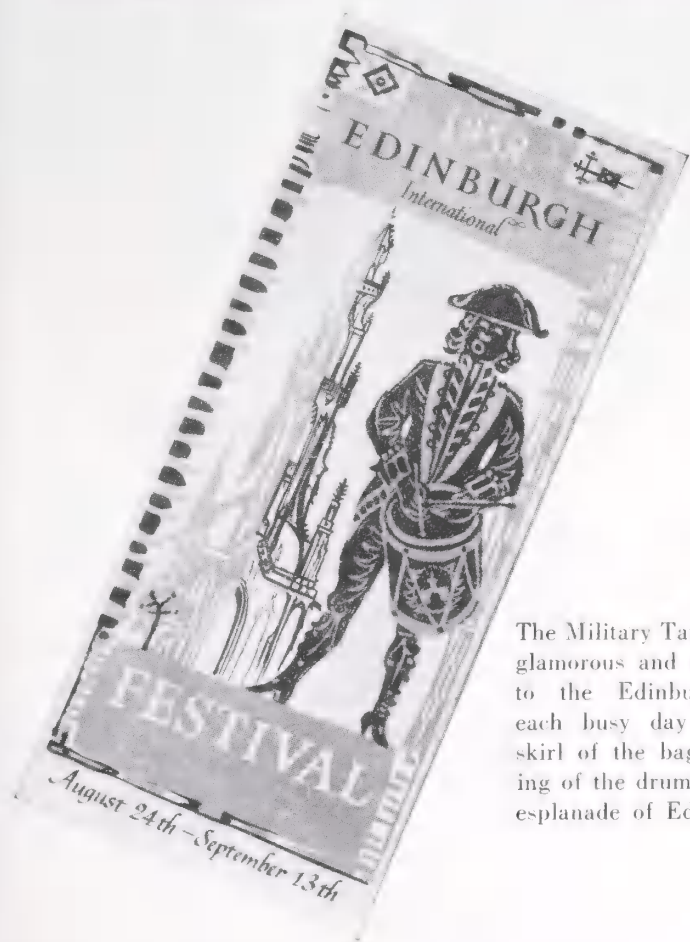 EDINBURGH
International
FESTIVAL
August 24th – September 13th
The Military Ta
glamorous and
to the Edinbu
each busy day
skirl of the bag
ing of the drum
esplanade of Ec